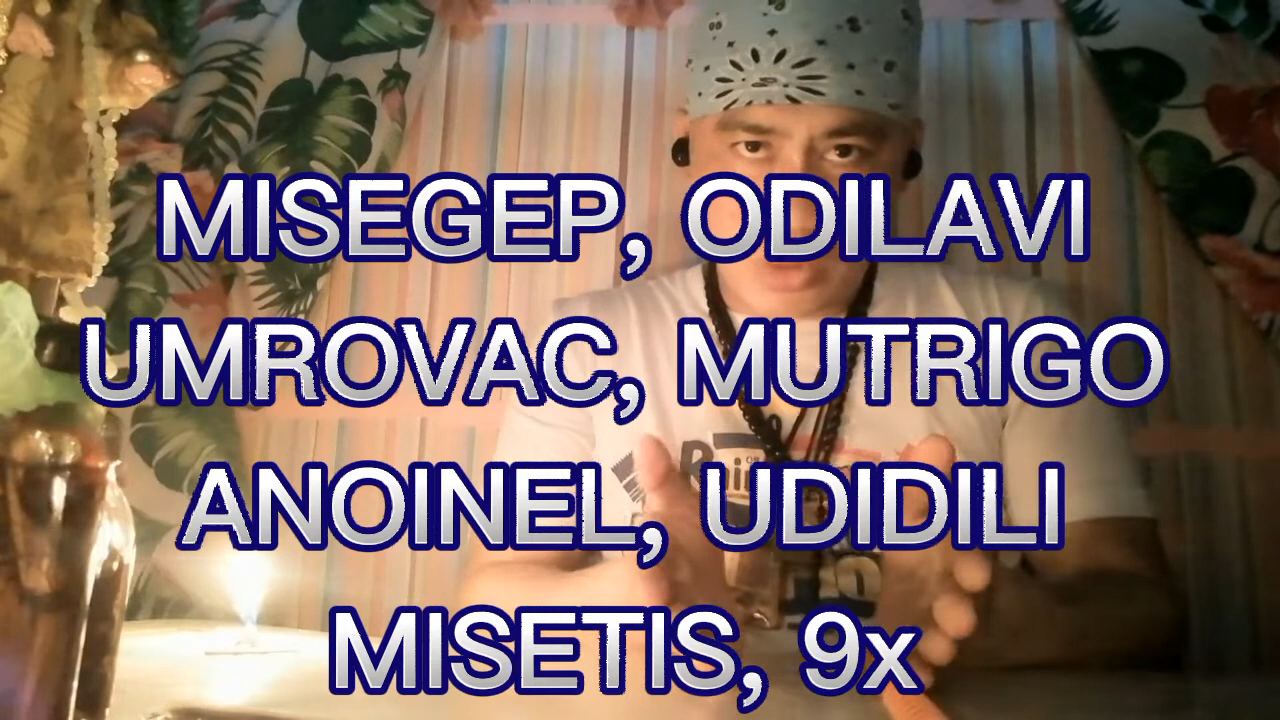 MISEGEP, ODILAVI
UMROVAC, MUTRIGO
ANOINEL, UDIDILI
MISETIS, 9x